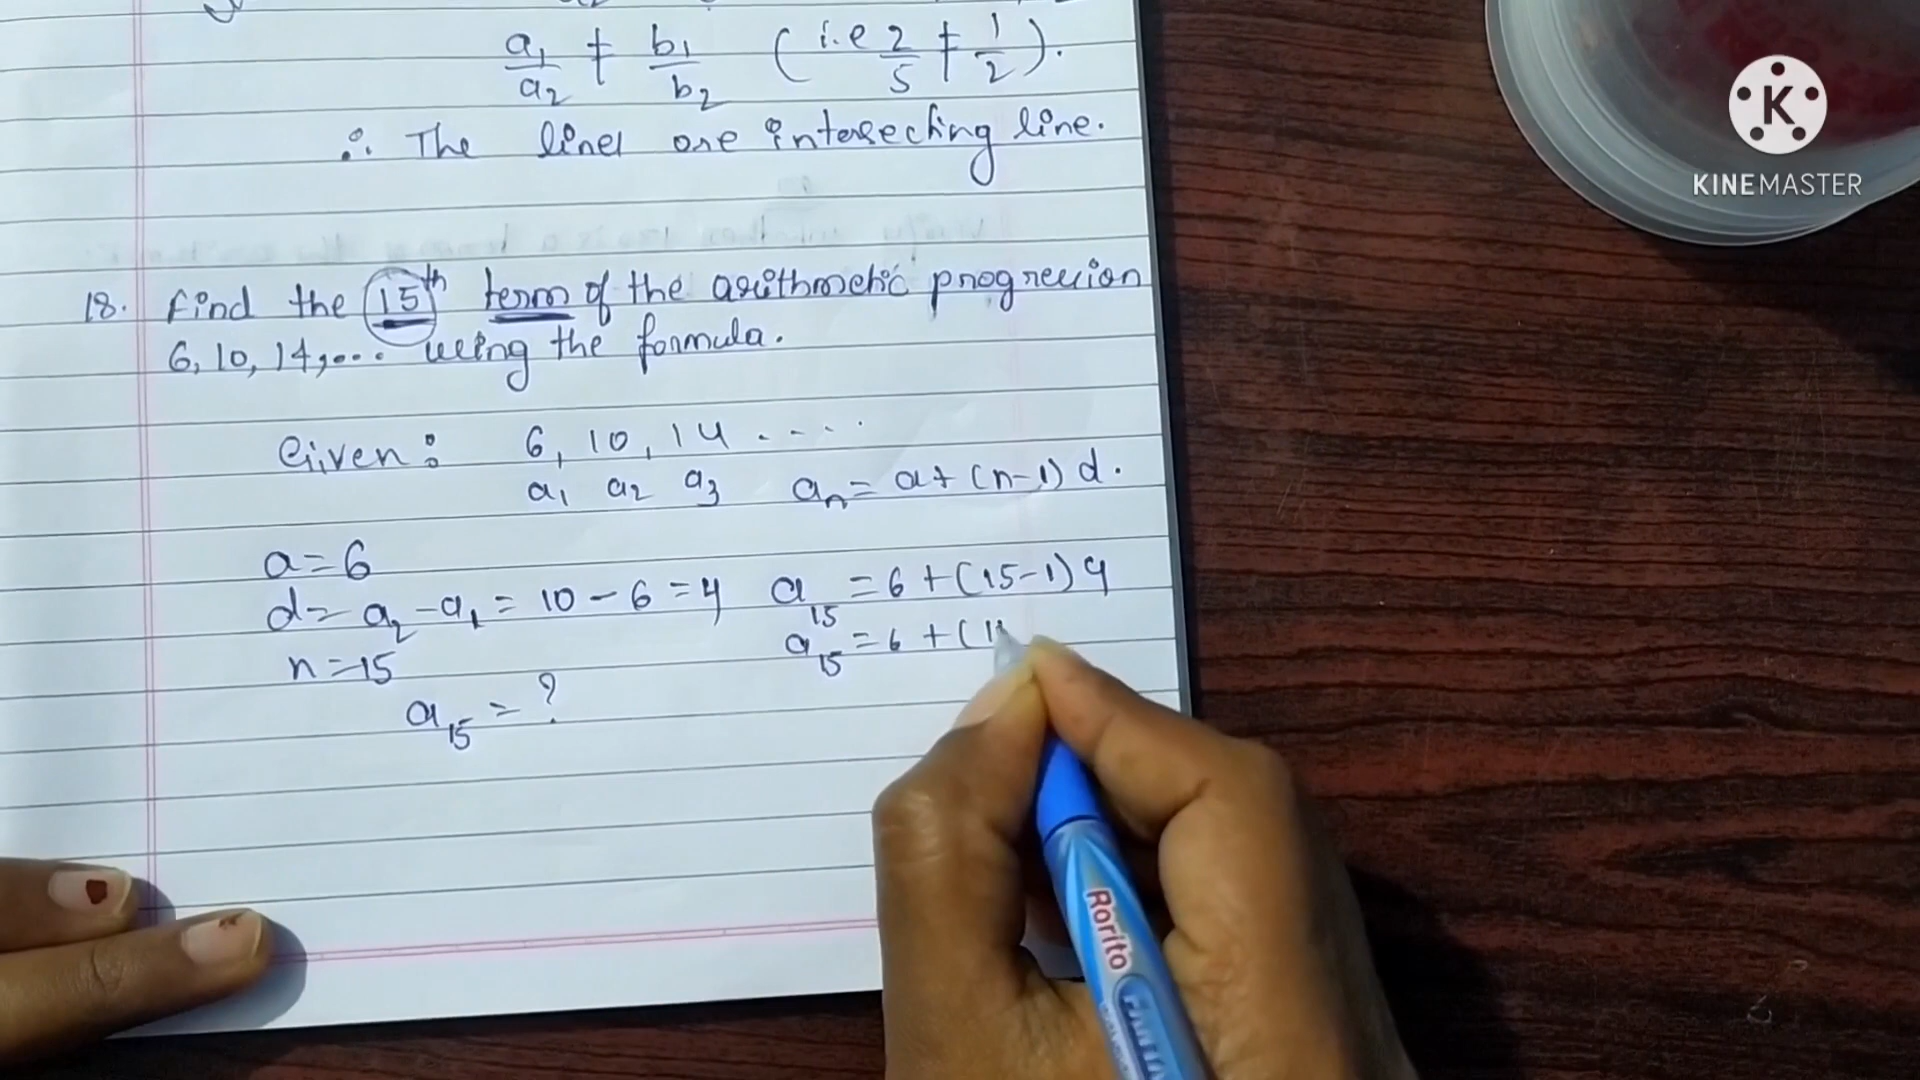 a₁/a₂ ≠ b₁/b₂ (i.e 2/5 ≠ 1/2).
∴ The lines are intersecting line.
18. Find the 15th term of the arithmetic progression
6, 10, 14, ... using the formula.
Given: 6, 10, 14 ....
a₁ a₂ a₃ aₙ = a + (n-1) d.
a = 6
d = a₂ - a₁ = 10 - 6 = 4 a₁₅ = 6 + (15-1) 4
n = 15 a₁₅ = 6 + (1
a₁₅ = ?
K
KINEMASTER
Rorito